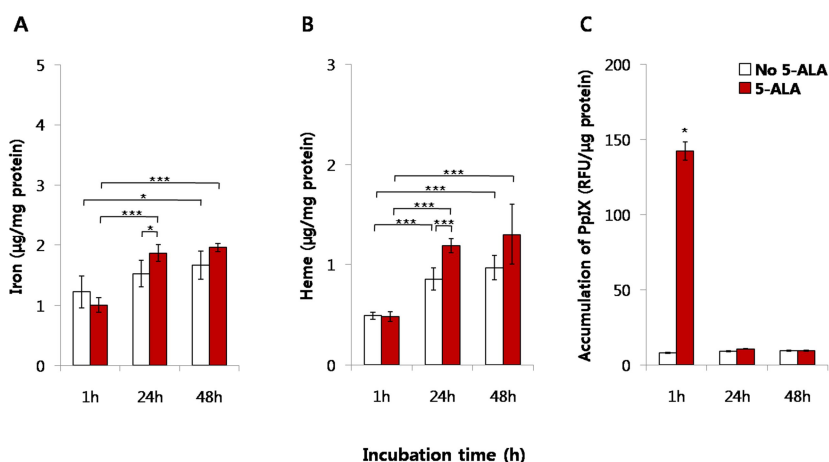 A
Iron (µg/mg protein)
5
4
3
2
1
0
***
*
***
*
1h 24h 48h
B
Heme (µg/mg protein)
3
2
1
0
***
***
***
*** ***
1h 24h 48h
C
Accumulation of PpIX (RFU/µg protein)
200
150
100
50
0
No 5-ALA
5-ALA
*
1h 24h 48h
Incubation time (h)